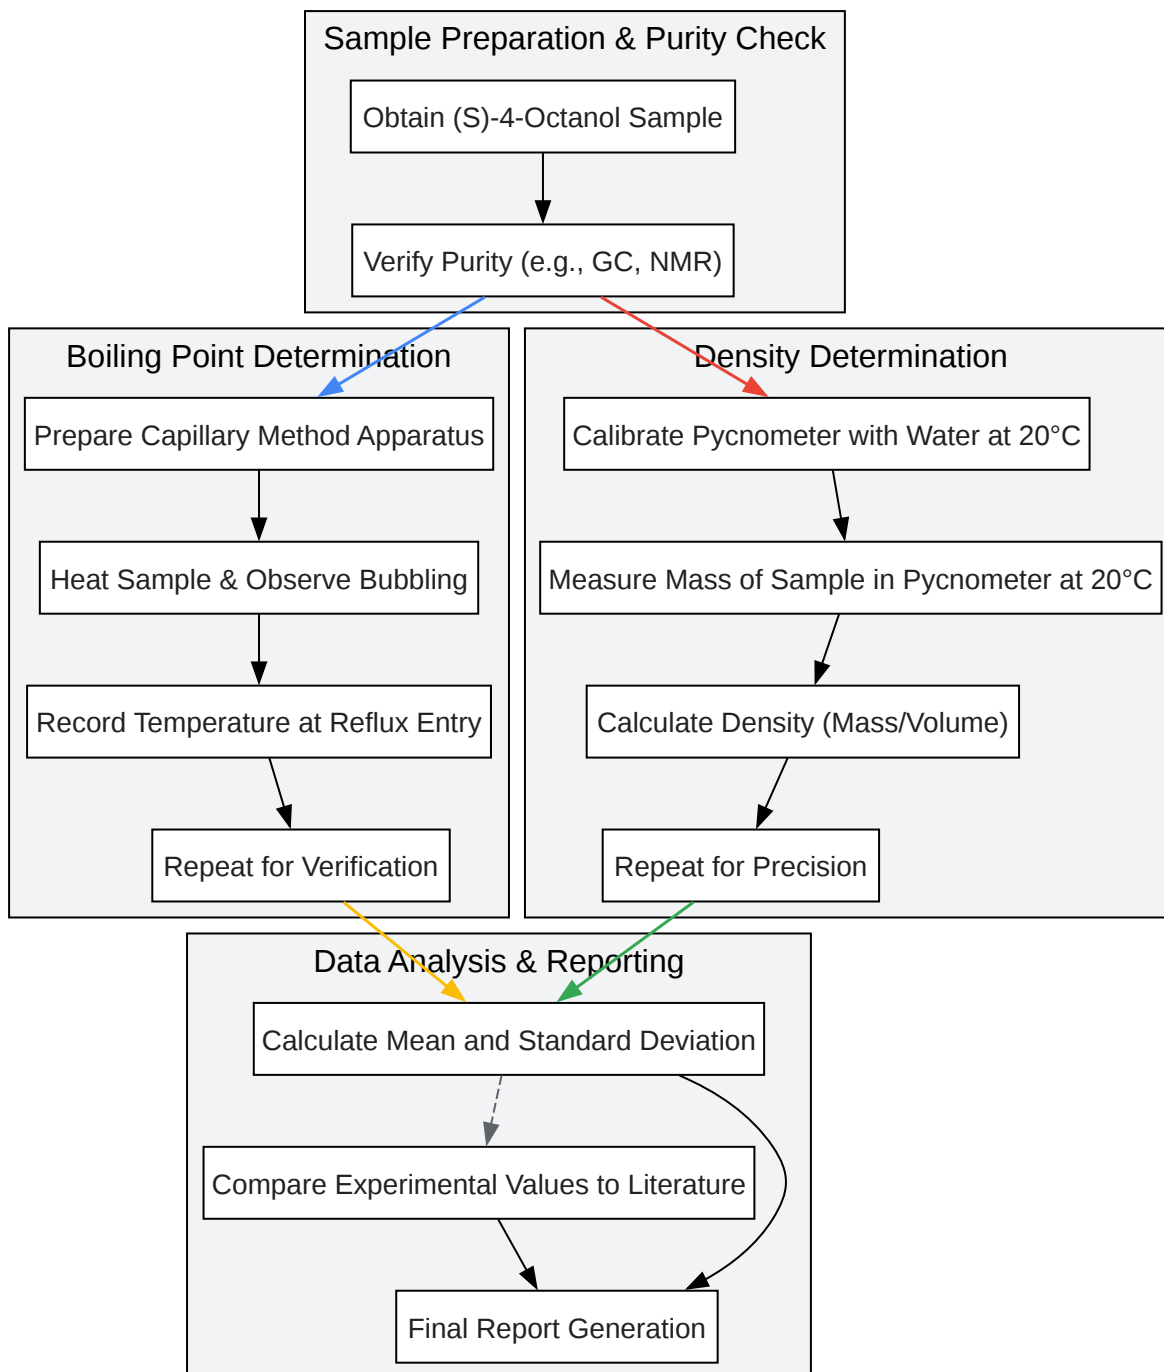 Sample Preparation & Purity Check
Obtain (S)-4-Octanol Sample
Verify Purity (e.g., GC, NMR)
Boiling Point Determination
Prepare Capillary Method Apparatus
Heat Sample & Observe Bubbling
Record Temperature at Reflux Entry
Repeat for Verification
Density Determination
Calibrate Pycnometer with Water at 20°C
Measure Mass of Sample in Pycnometer at 20°C
Calculate Density (Mass/Volume)
Repeat for Precision
Data Analysis & Reporting
Calculate Mean and Standard Deviation
Compare Experimental Values to Literature
Final Report Generation